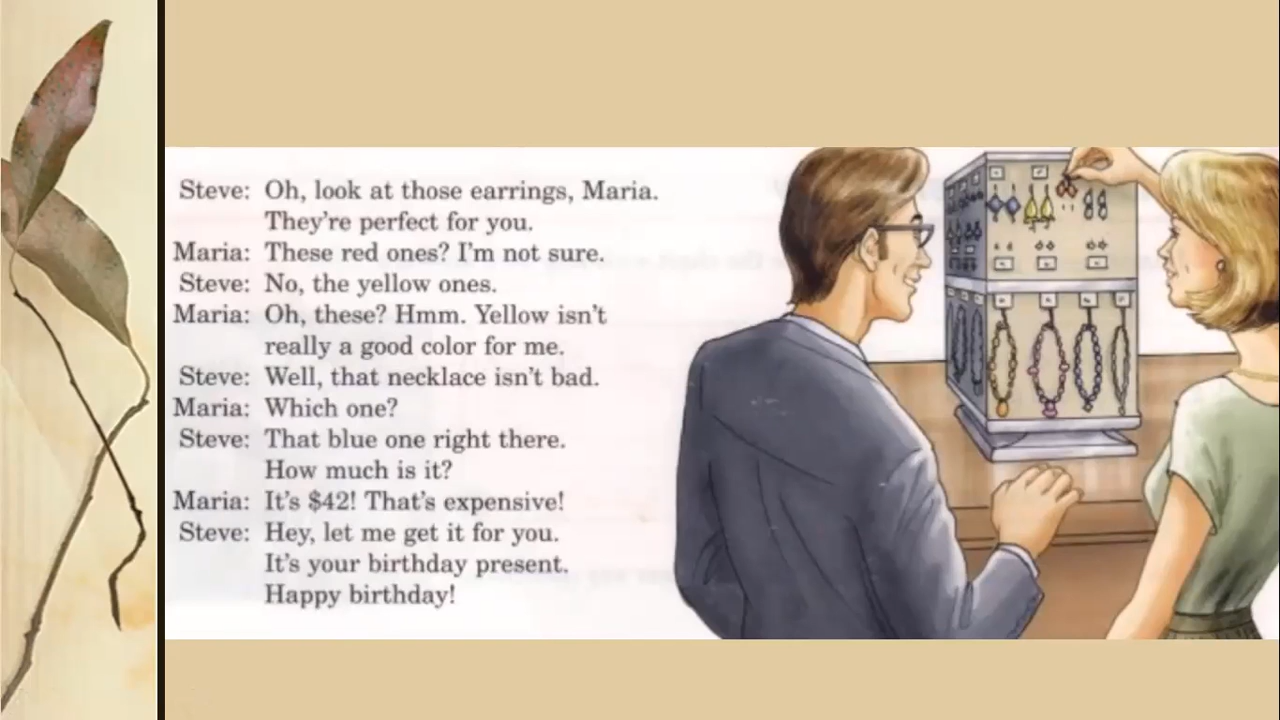 Steve: Oh, look at those earrings, Maria.
They're perfect for you.
Maria: These red ones? I'm not sure.
Steve: No, the yellow ones.
Maria: Oh, these? Hmm. Yellow isn't
really a good color for me.
Steve: Well, that necklace isn't bad.
Maria: Which one?
Steve: That blue one right there.
How much is it?
Maria: It's $42! That's expensive!
Steve: Hey, let me get it for you.
It's your birthday present.
Happy birthday!